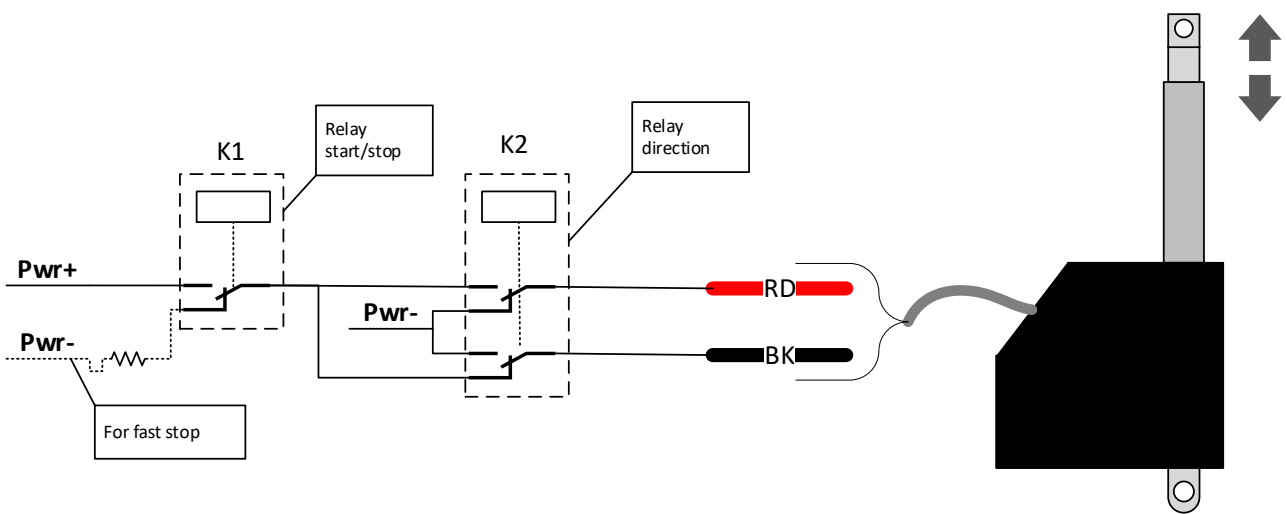 Relay
start/stop
Relay
direction
K1
K2
Pwr+
Pwr-
Pwr-
RD
BK
For fast stop